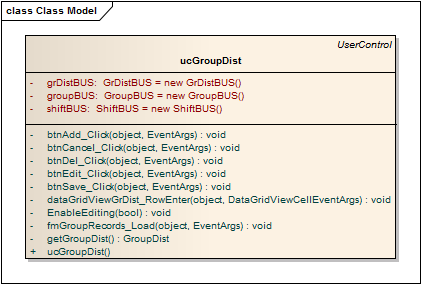 class Class Model
UserControl
ucGroupDist
- grDistBUS: GrDistBUS = new GrDistBUS()
- groupBUS: GroupBUS = new GroupBUS()
- shiftBUS: ShiftBUS = new ShiftBUS()
- btnAdd_Click(object, EventArgs) : void
- btnCancel_Click(object, EventArgs) : void
- btnDel_Click(object, EventArgs) : void
- btnEdit_Click(object, EventArgs) : void
- btnSave_Click(object, EventArgs) : void
- dataGridViewGrDist_RowEnter(object, DataGridViewCellEventArgs) : void
- EnableEditing(bool) : void
- fmGroupRecords_Load(object, EventArgs) : void
- getGroupDist() : GroupDist
+ ucGroupDist()